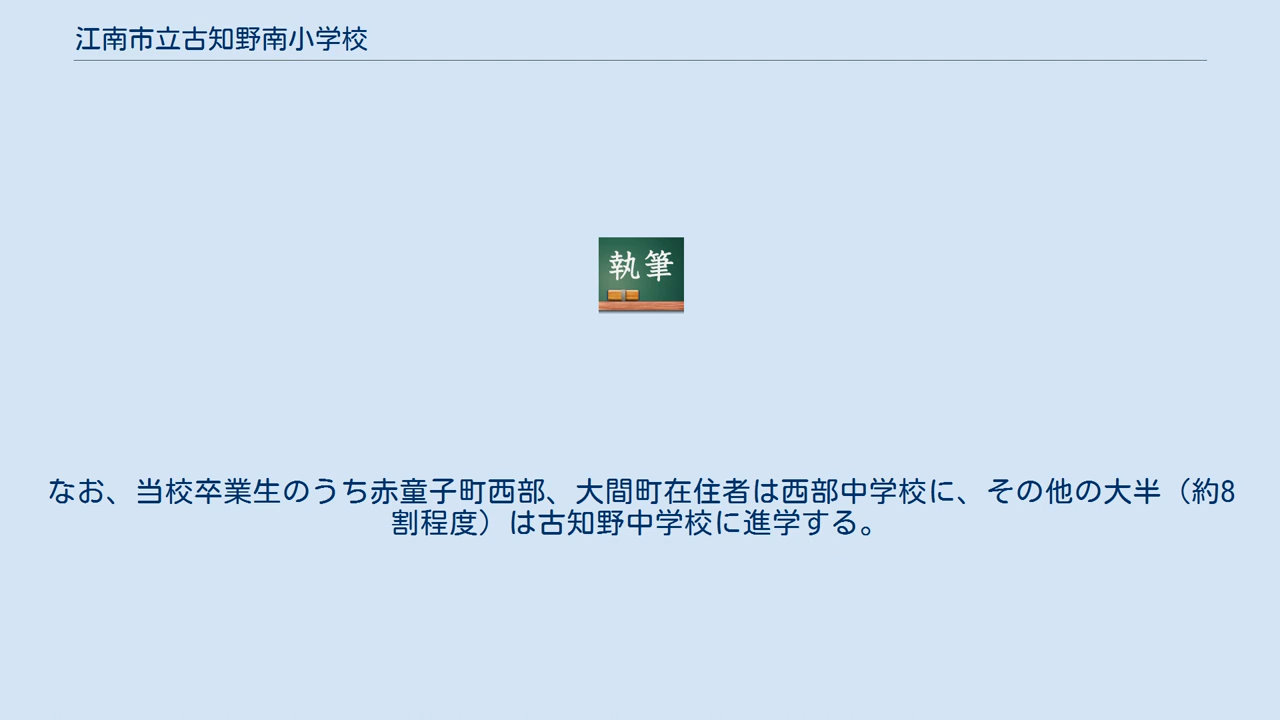 江南市立古知野南小学校
執筆
なお、当校卒業生のうち赤童子町西部、大間町在住者は西部中学校に、その他の大半（約8
割程度）は古知野中学校に進学する。